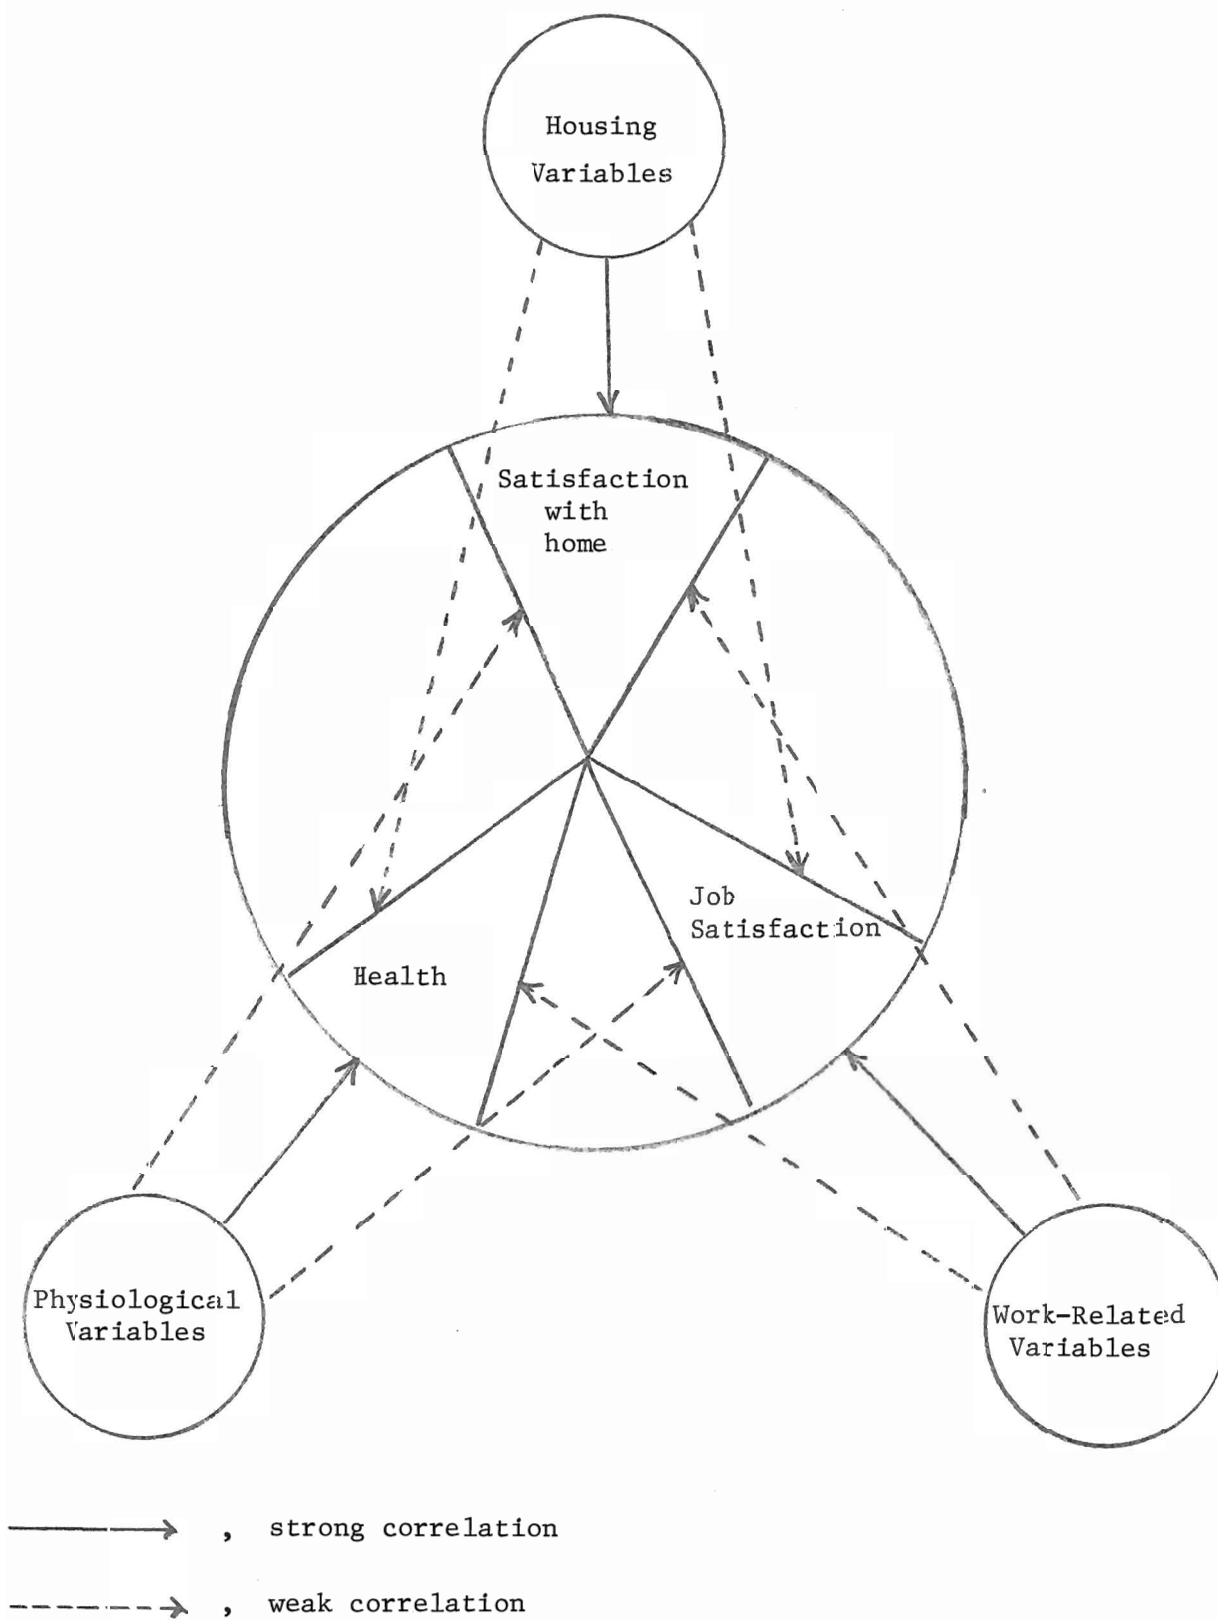 Housing
Variables
Satisfaction
with
home
Job
Satisfaction
Health
Physiological
Variables
Work-Related
Variables
, strong correlation
, weak correlation